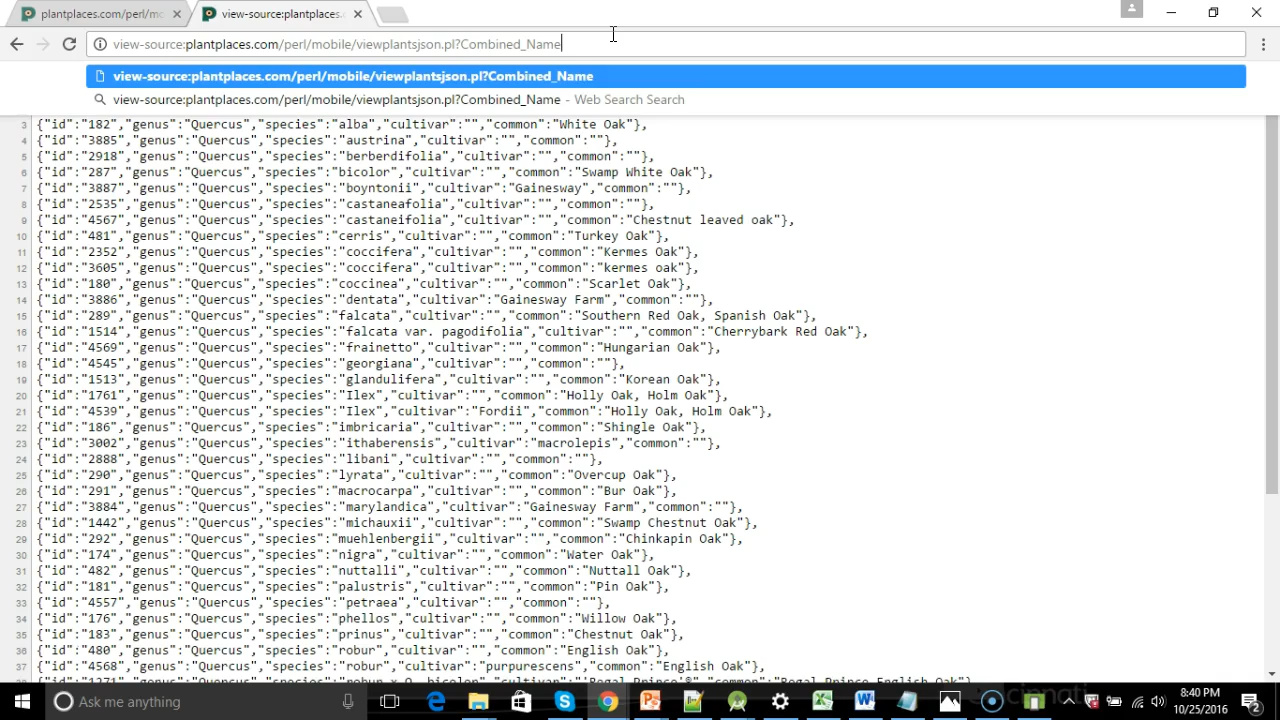 plantplaces.com/perl/mo
view-source:plantplaces.
view-source:plantplaces.com/perl/mobile/viewplantsjson.pl?Combined_Name
view-source:plantplaces.com/perl/mobile/viewplantsjson.pl?Combined_Name
view-source:plantplaces.com/perl/mobile/viewplantsjson.pl?Combined_Name - Web Search Search
3 {"id":"182","genus":"Quercus","species":"alba","cultivar":"","common":"White Oak"},
4 {"id":"3885","genus":"Quercus","species":"austrina","cultivar":"","common":""},
5 {"id":"2918","genus":"Quercus","species":"berberdifolia","cultivar":"","common":""},
6 {"id":"287","genus":"Quercus","species":"bicolor","cultivar":"","common":"Swamp White Oak"},
7 {"id":"3887","genus":"Quercus","species":"boyntonii","cultivar":"Gainesway","common":""},
8 {"id":"2535","genus":"Quercus","species":"castaneafolia","cultivar":"","common":""},
9 {"id":"4567","genus":"Quercus","species":"castaneifolia","cultivar":"","common":"Chestnut leaved oak"},
10 {"id":"481","genus":"Quercus","species":"cerris","cultivar":"","common":"Turkey Oak"},
11 {"id":"2352","genus":"Quercus","species":"coccifera","cultivar":"","common":"Kermes Oak"},
12 {"id":"3605","genus":"Quercus","species":"coccifera","cultivar":"","common":"kermes oak"},
13 {"id":"180","genus":"Quercus","species":"coccinea","cultivar":"","common":"Scarlet Oak"},
14 {"id":"3886","genus":"Quercus","species":"dentata","cultivar":"Gainesway Farm","common":""},
15 {"id":"289","genus":"Quercus","species":"falcata","cultivar":"","common":"Southern Red Oak, Spanish Oak"},
16 {"id":"1514","genus":"Quercus","species":"falcata var. pagodifolia","cultivar":"","common":"Cherrybark Red Oak"},
17 {"id":"4569","genus":"Quercus","species":"frainetto","cultivar":"","common":"Hungarian Oak"},
18 {"id":"4545","genus":"Quercus","species":"georgiana","cultivar":"","common":""},
19 {"id":"1513","genus":"Quercus","species":"glandulifera","cultivar":"","common":"Korean Oak"},
20 {"id":"1761","genus":"Quercus","species":"Ilex","cultivar":"","common":"Holly Oak, Holm Oak"},
21 {"id":"4539","genus":"Quercus","species":"Ilex","cultivar":"Fordii","common":"Holly Oak, Holm Oak"},
22 {"id":"186","genus":"Quercus","species":"imbricaria","cultivar":"","common":"Shingle Oak"},
23 {"id":"3002","genus":"Quercus","species":"ithaberensis","cultivar":"macrolepis","common":""},
24 {"id":"2888","genus":"Quercus","species":"libani","cultivar":"","common":""},
25 {"id":"290","genus":"Quercus","species":"lyrata","cultivar":"","common":"Overcup Oak"},
26 {"id":"291","genus":"Quercus","species":"macrocarpa","cultivar":"","common":"Bur Oak"},
27 {"id":"3884","genus":"Quercus","species":"marylandica","cultivar":"Gainesway Farm","common":""},
28 {"id":"1442","genus":"Quercus","species":"michauxii","cultivar":"","common":"Swamp Chestnut Oak"},
29 {"id":"292","genus":"Quercus","species":"muehlenbergii","cultivar":"","common":"Chinkapin Oak"},
30 {"id":"174","genus":"Quercus","species":"nigra","cultivar":"","common":"Water Oak"},
31 {"id":"482","genus":"Quercus","species":"nuttalli","cultivar":"","common":"Nuttall Oak"},
32 {"id":"181","genus":"Quercus","species":"palustris","cultivar":"","common":"Pin Oak"},
33 {"id":"4557","genus":"Quercus","species":"petraea","cultivar":"","common":""},
34 {"id":"176","genus":"Quercus","species":"phellos","cultivar":"","common":"Willow Oak"},
35 {"id":"183","genus":"Quercus","species":"prinus","cultivar":"","common":"Chestnut Oak"},
36 {"id":"480","genus":"Quercus","species":"robur","cultivar":"","common":"English Oak"},
37 {"id":"4568","genus":"Quercus","species":"robur","cultivar":"purpurescens","common":"English Oak"},
38 {"id":"1271","genus":"Quercus","species":"robur x Q. bicolor","cultivar":"'Regal Prince'®","common":"Regal Prince English Oak"},
Ask me anything
cinnati
8:40 PM
10/25/2016
2